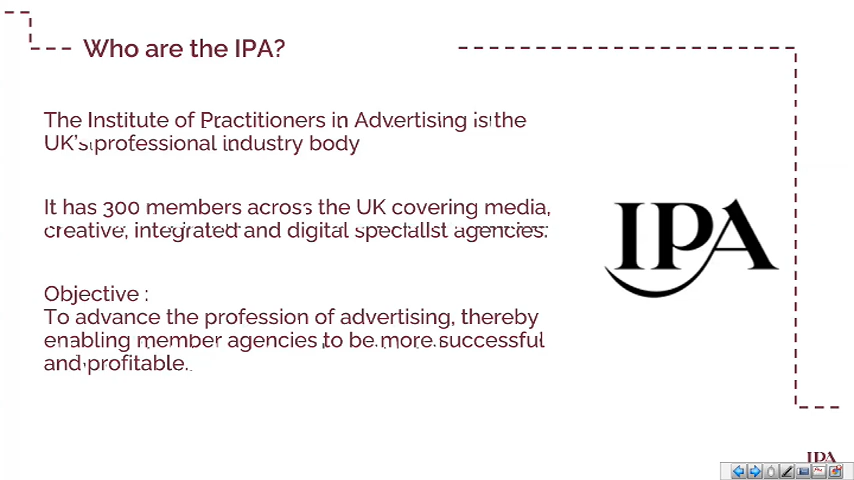 Who are the IPA?
The Institute of Practitioners in Advertising is the
UK's professional industry body
It has 300 members across the UK covering media,
creative, integrated and digital specialist agencies.
IPA
Objective :
To advance the profession of advertising, thereby
enabling member agencies to be more successful
and profitable.
IPA